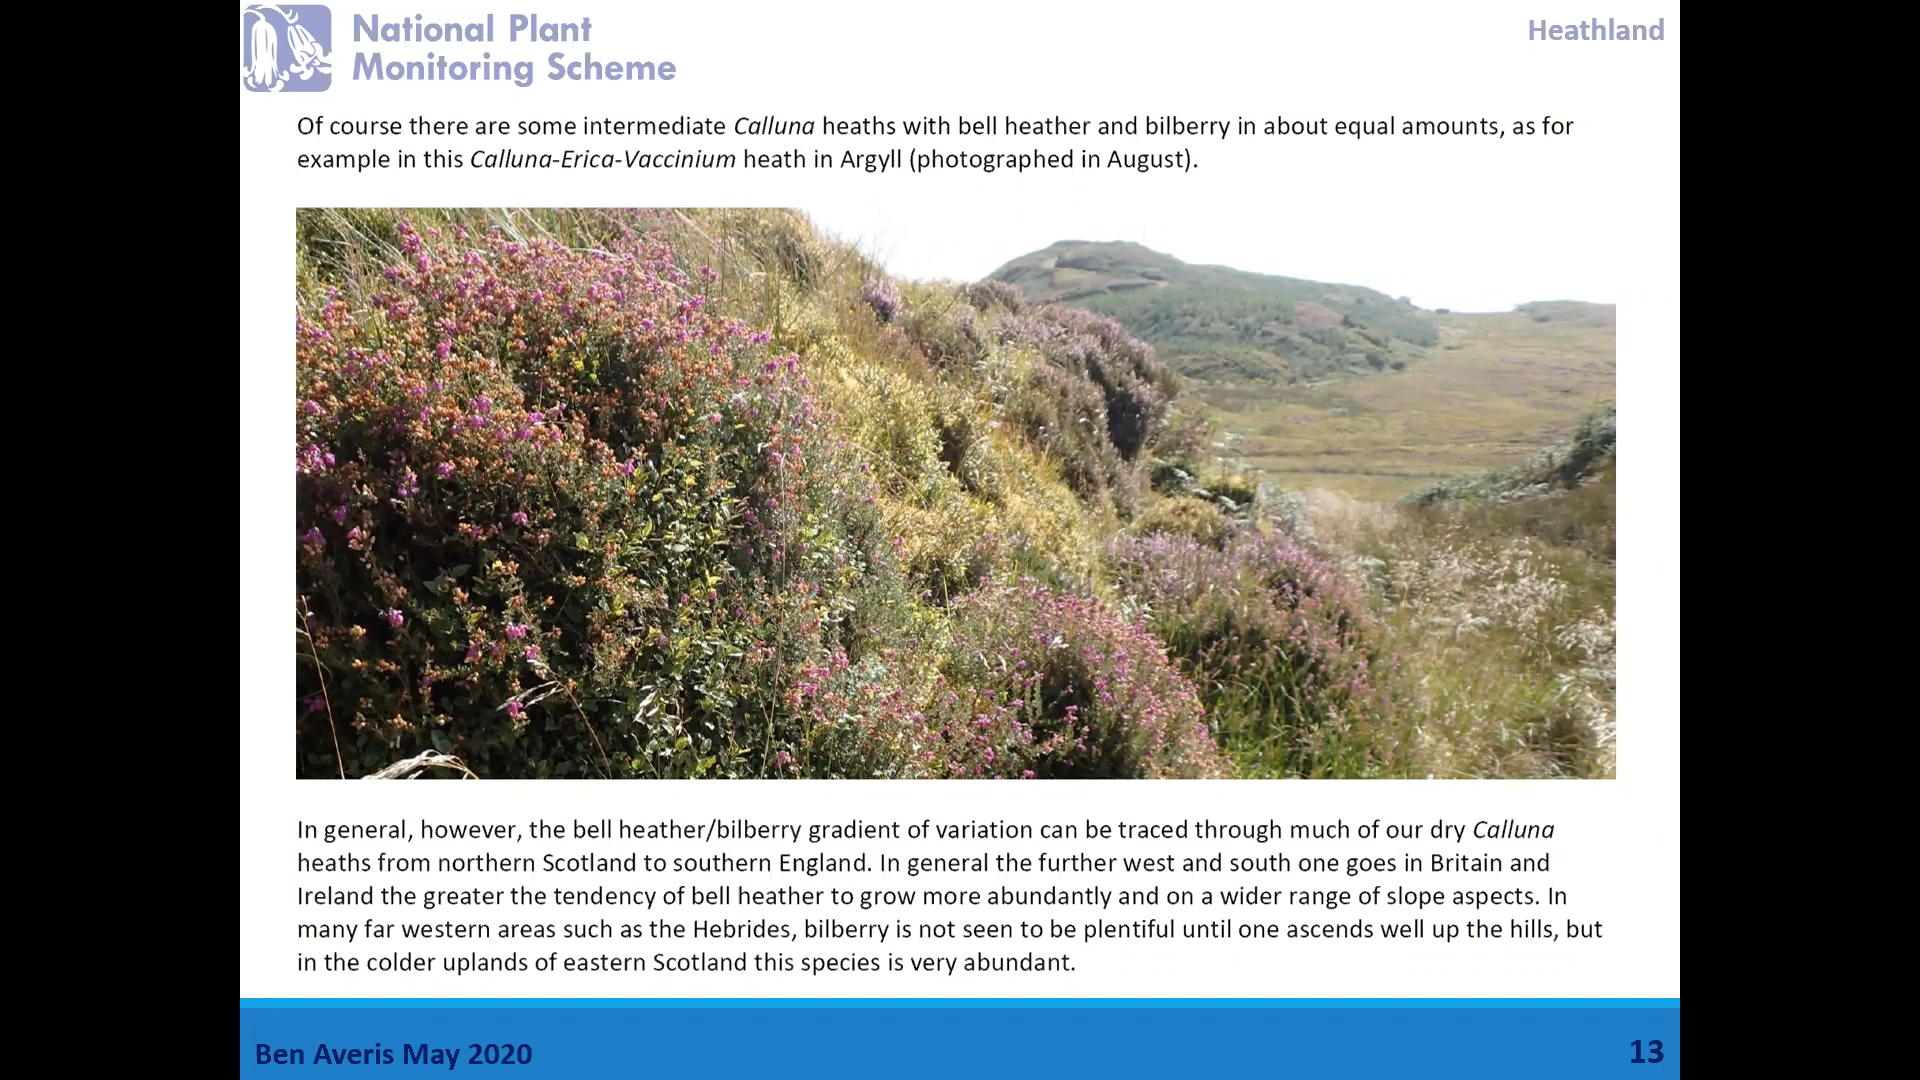 National Plant
Monitoring Scheme
Heathland
Of course there are some intermediate Calluna heaths with bell heather and bilberry in about equal amounts, as for
example in this Calluna-Erica-Vaccinium heath in Argyll (photographed in August).
In general, however, the bell heather/bilberry gradient of variation can be traced through much of our dry Calluna
heaths from northern Scotland to southern England. In general the further west and south one goes in Britain and
Ireland the greater the tendency of bell heather to grow more abundantly and on a wider range of slope aspects. In
many far western areas such as the Hebrides, bilberry is not seen to be plentiful until one ascends well up the hills, but
in the colder uplands of eastern Scotland this species is very abundant.
Ben Averis May 2020
13